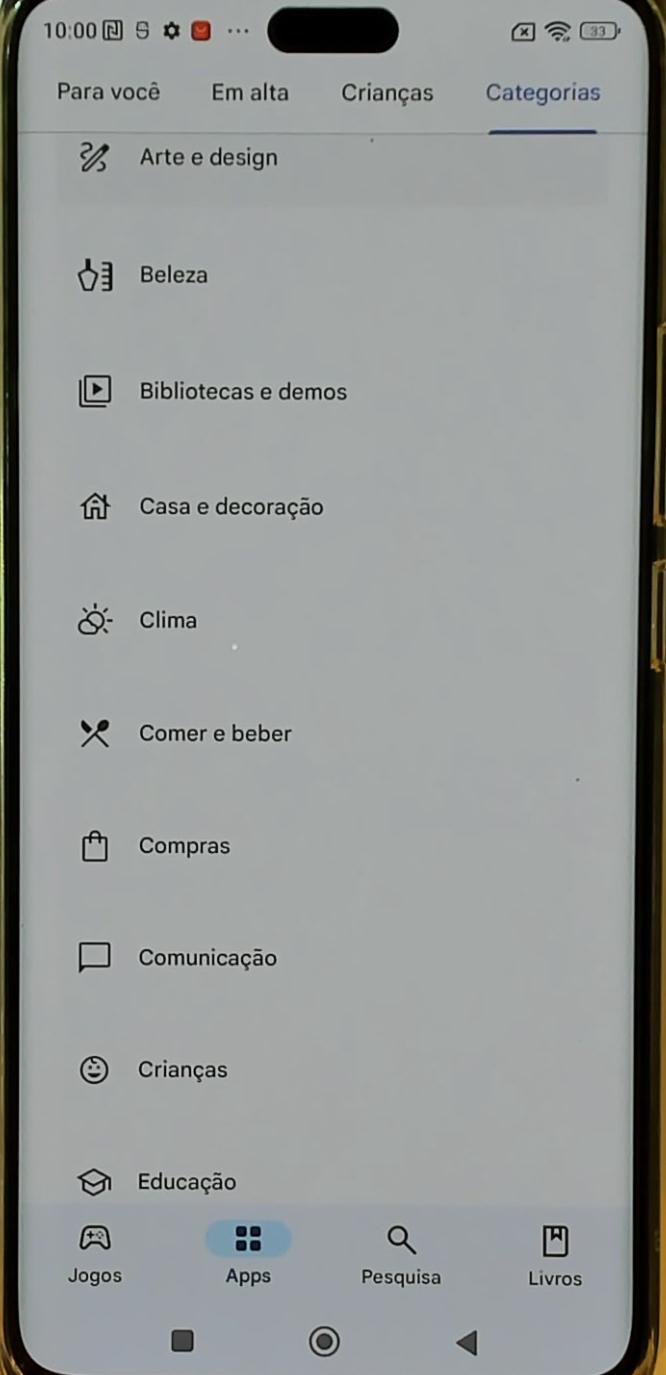 10:00
33
Para você Em alta Crianças Categorias
Arte e design
Beleza
Bibliotecas e demos
Casa e decoração
Clima
Comer e beber
Compras
Comunicação
Crianças
Educação
Jogos Apps Pesquisa Livros